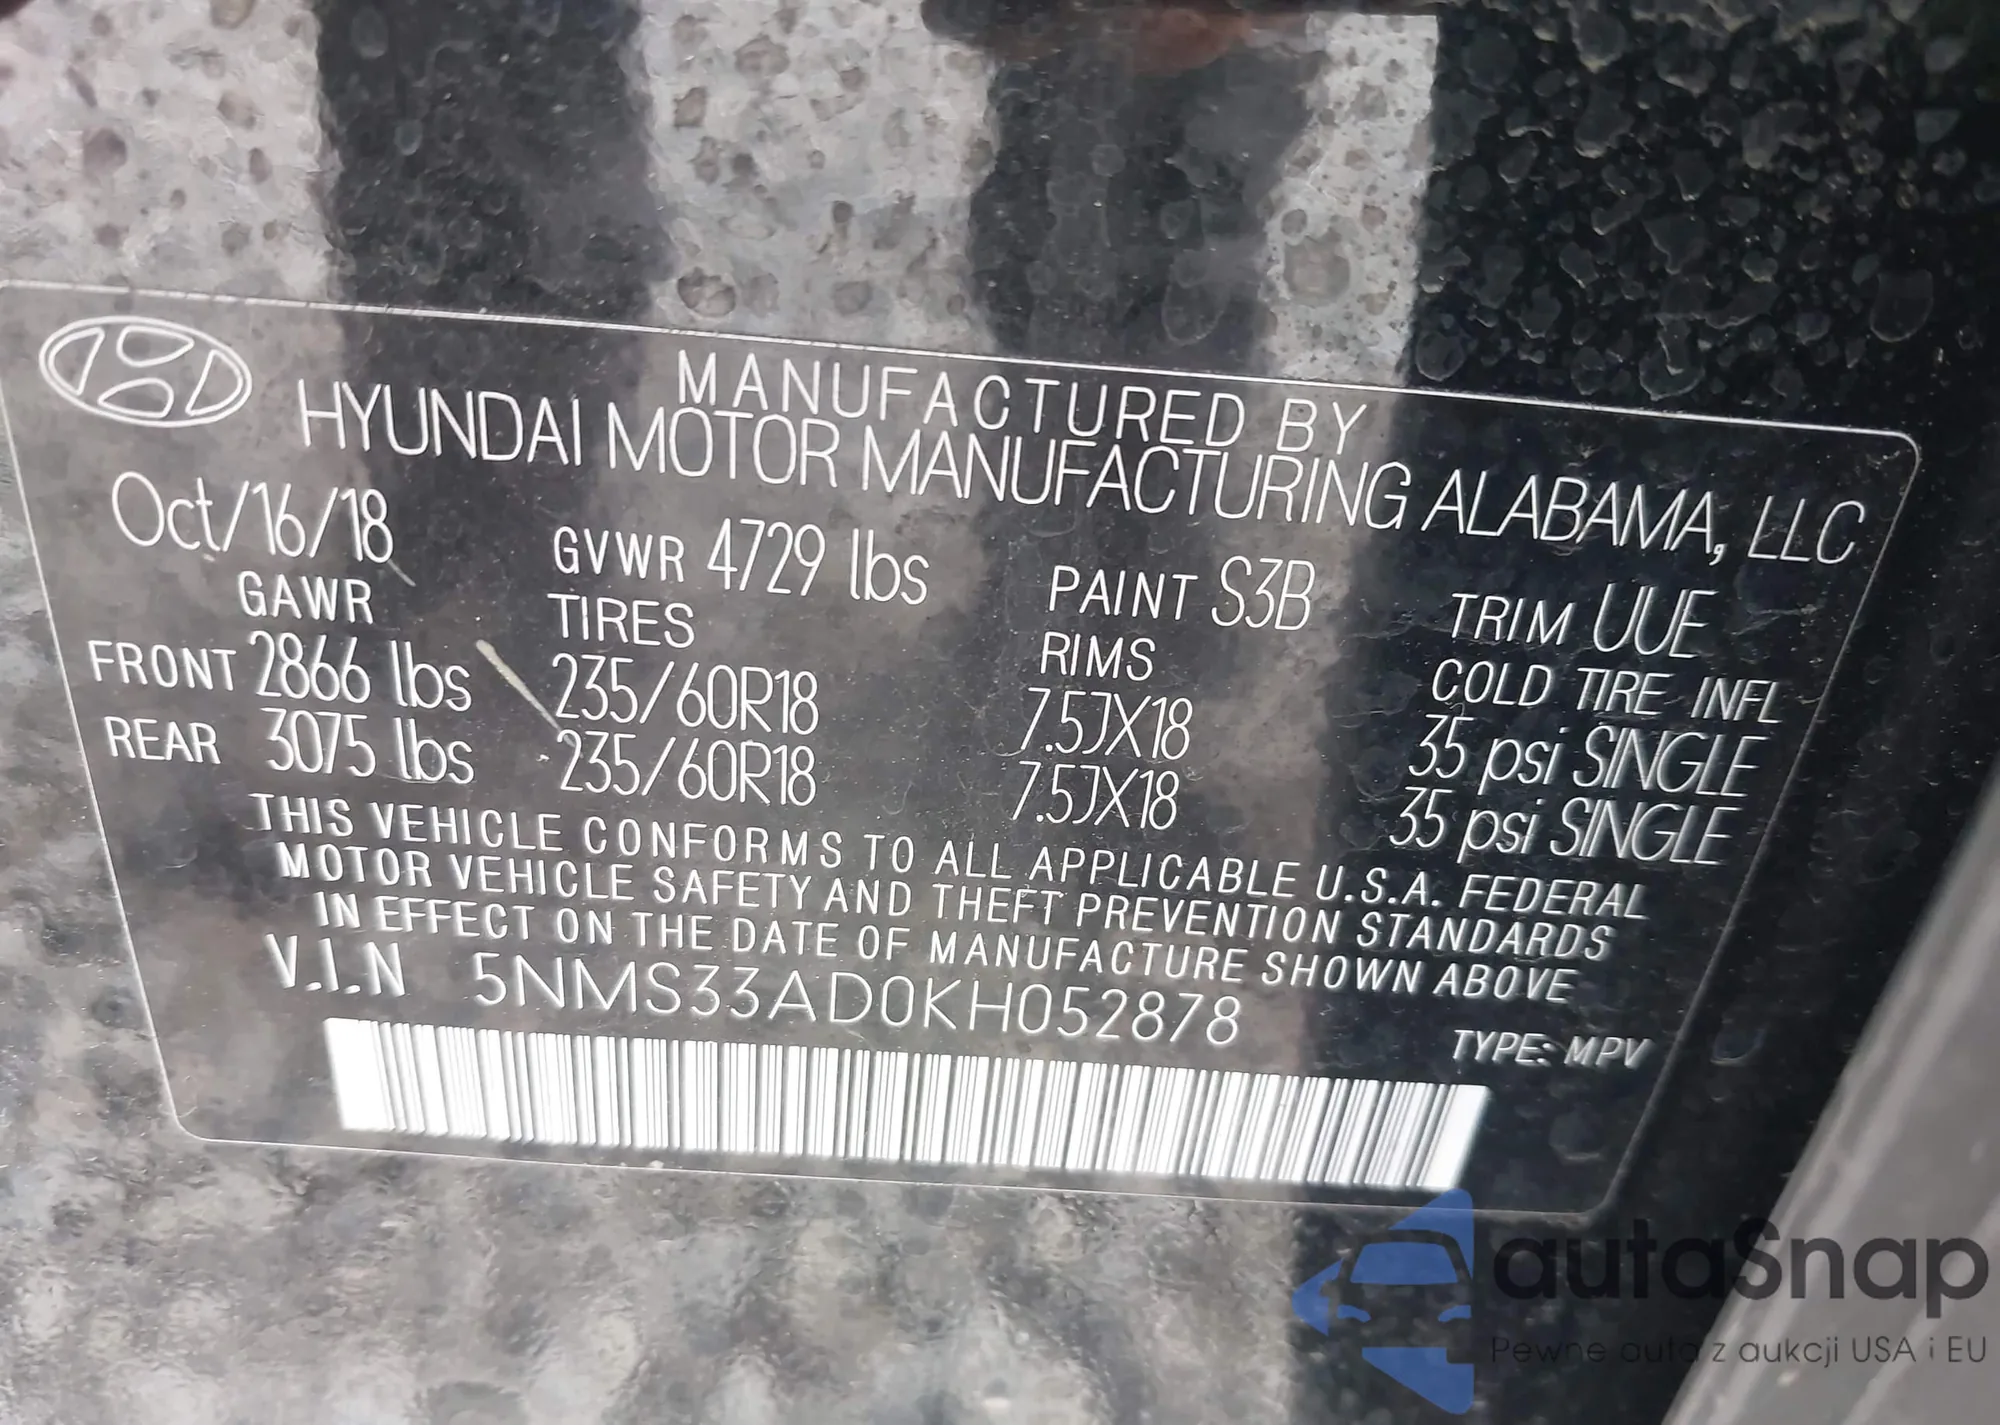 MANUFACTURED BY
HYUNDAI MOTOR MANUFACTURING ALABAMA, LLC
Oct/16/18 GVWR 4729 lbs PAINT S3B TRIM UUE
GAWR TIRES RIMS COLD TIRE INFL
FRONT 2866 lbs 235/60R18 7.5JX18 35 psi SINGLE
REAR 3075 lbs 235/60R18 7.5JX18 35 psi SINGLE
THIS VEHICLE CONFORMS TO ALL APPLICABLE U.S.A. FEDERAL
MOTOR VEHICLE SAFETY AND THEFT PREVENTION STANDARDS
IN EFFECT ON THE DATE OF MANUFACTURE SHOWN ABOVE
V.I.N 5NMS33AD0KH052878
TYPE: MPV
autaSnap
Pewne auta z aukcji USA i EU